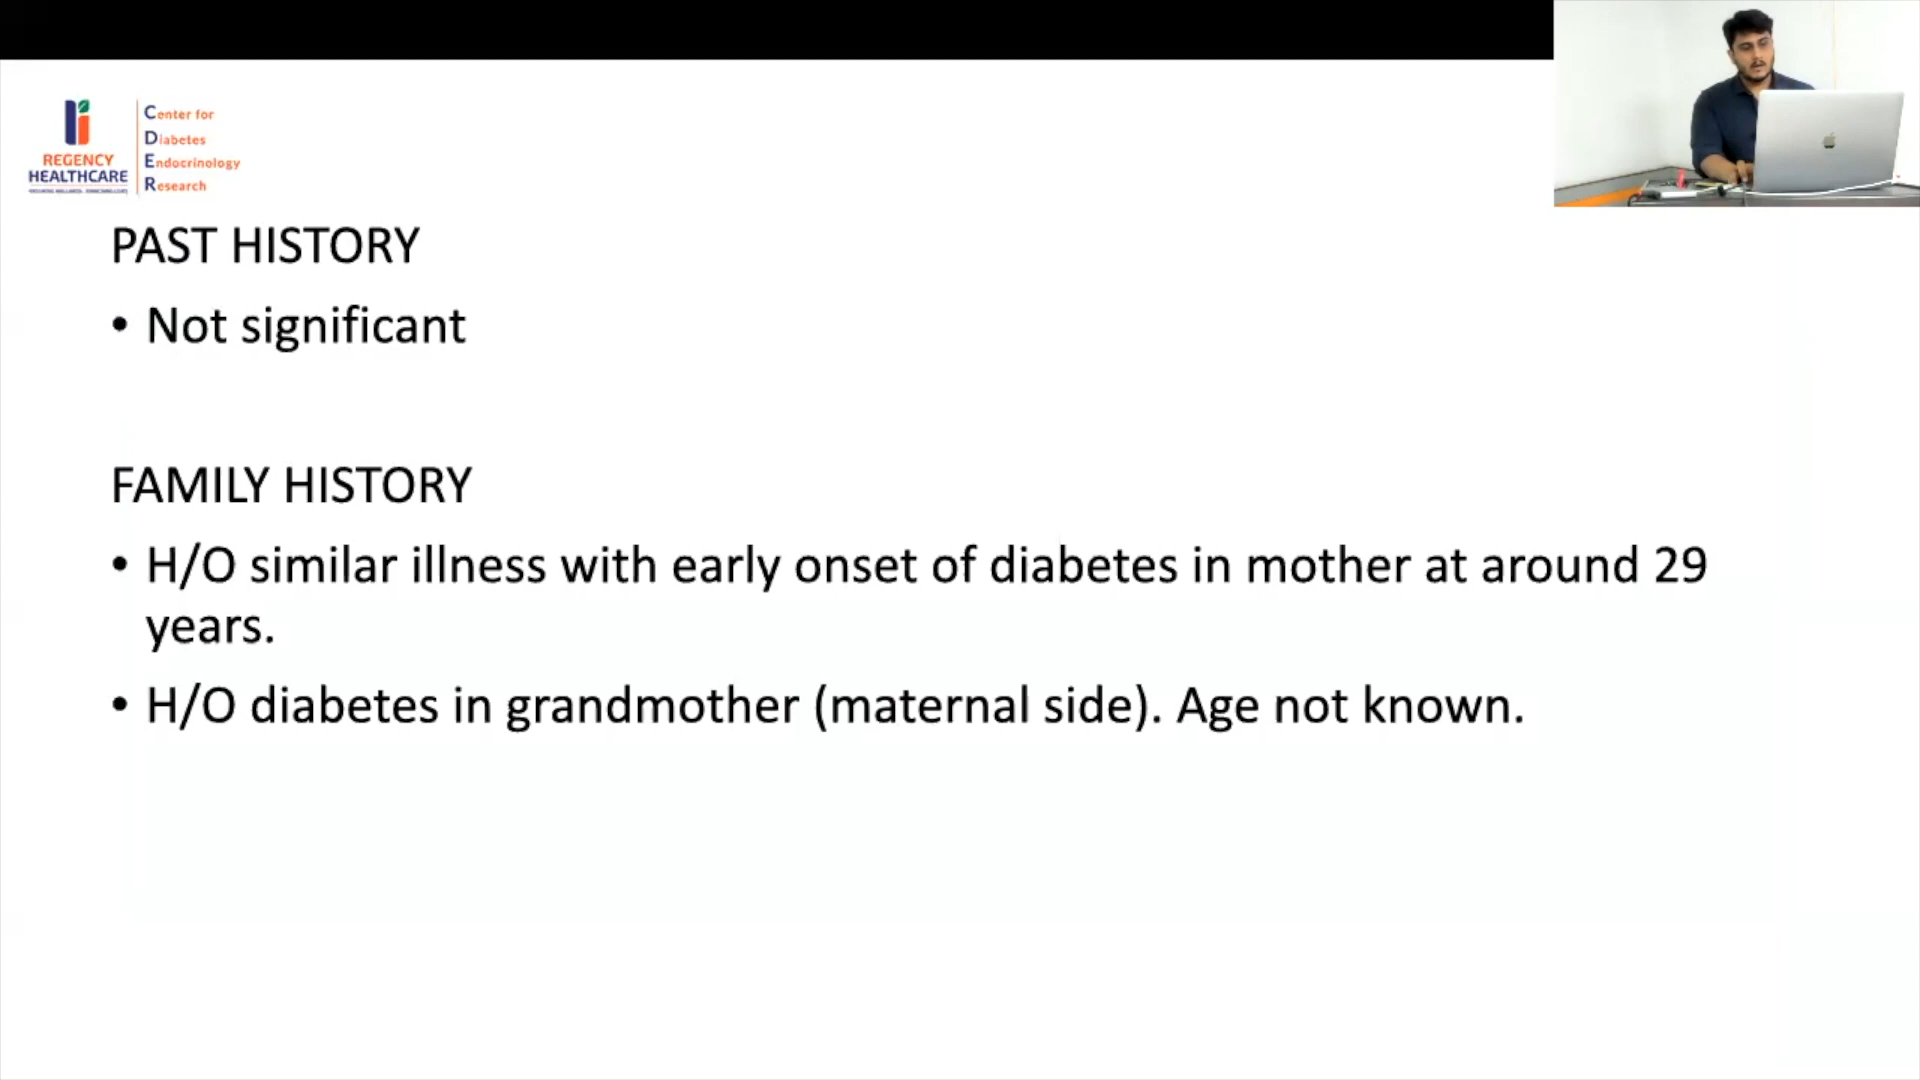 Center for
Diabetes
Endocrinology
Research
REGENCY
HEALTHCARE
PAST HISTORY
• Not significant
FAMILY HISTORY
• H/O similar illness with early onset of diabetes in mother at around 29
years.
• H/O diabetes in grandmother (maternal side). Age not known.